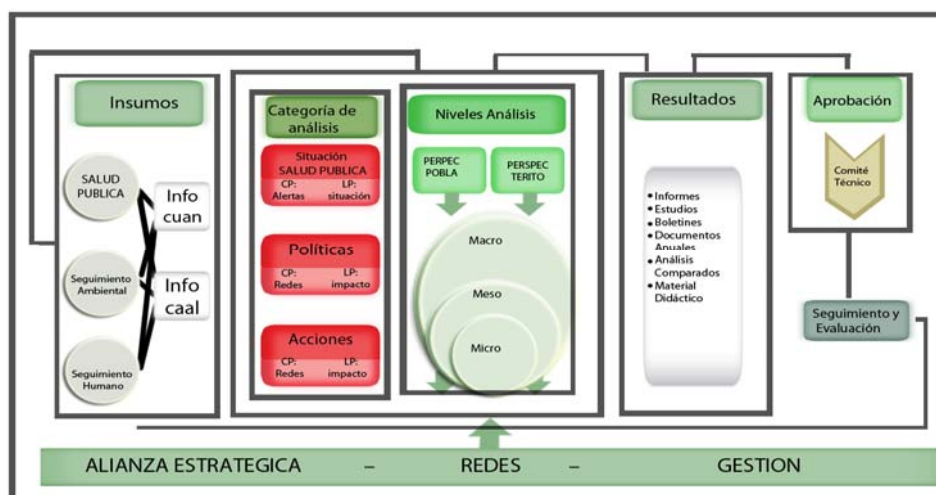 Insumos
SALUD
PUBLICA
Seguimiento
Ambiental
Seguimiento
Humano
Info
cuan
Info
caal
Categoría de
análisis
Situación
SALUD PUBLICA
CP: LP:
Alertas situación
Políticas
CP: LP:
Redes impacto
Acciones
CP: LP:
Redes impacto
Niveles Análisis
PERPEC
POBLA
PERSPEC
TERITO
Macro
Meso
Micro
Resultados
• Informes
• Estudios
• Boletines
• Documentos
Anuales
• Análisis
Comparados
• Material
Didáctico
Aprobación
Comité
Técnico
Seguimiento y
Evaluación
ALIANZA ESTRATEGICA – REDES – GESTION